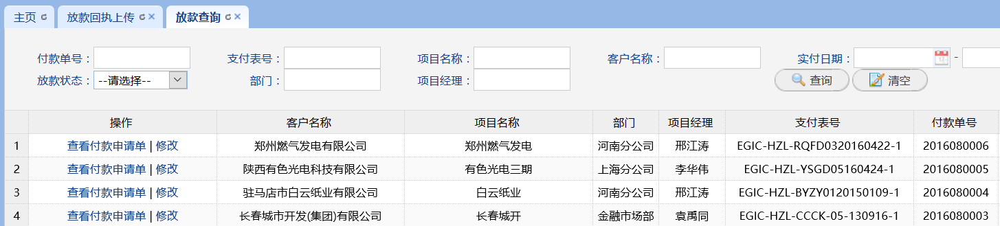 主页 放款回执上传 放款查询
付款单号： 支付表号： 项目名称： 客户名称： 实付日期： -
放款状态： --请选择-- 部门： 项目经理： 查询 清空
操作 客户名称 项目名称 部门 项目经理 支付表号 付款单号
1 查看付款申请单 | 修改 郑州燃气发电有限公司 郑州燃气发电 河南分公司 邢江涛 EGIC-HZL-RQFD0320160422-1 2016080006
2 查看付款申请单 | 修改 陕西有色光电科技有限公司 有色光电三期 上海分公司 李华伟 EGIC-HZL-YSGD05160424-1 2016080005
3 查看付款申请单 | 修改 驻马店市白云纸业有限公司 白云纸业 河南分公司 邢江涛 EGIC-HZL-BYZY0120150109-1 2016080004
4 查看付款申请单 | 修改 长春城市开发(集团)有限公司 长春城开 金融市场部 袁禹同 EGIC-HZL-CCCK-05-130916-1 2016080003